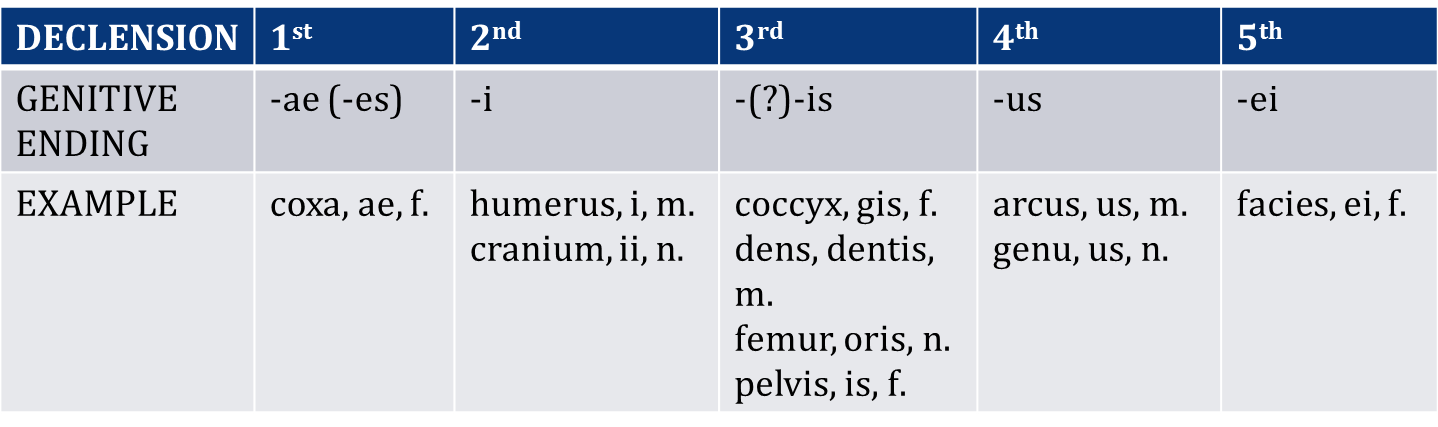 DECLENSION 1st 2nd 3rd 4th 5th
GENITIVE ENDING -ae (-es) -i -(?)-is -us -ei
EXAMPLE coxa, ae, f. humerus, i, m. coccyx, gis, f. arcus, us, m. facies, ei, f.
cranium, ii, n. dens, dentis, m. genu, us, n.
femur, oris, n.
pelvis, is, f.